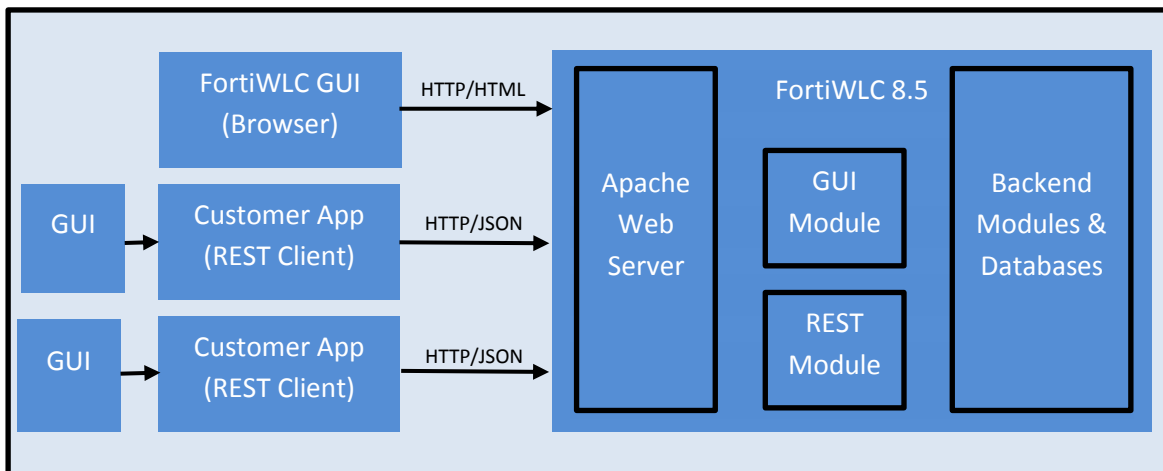 FortiWLC GUI
(Browser)
HTTP/HTML
GUI
Customer App
(REST Client)
HTTP/JSON
GUI
Customer App
(REST Client)
HTTP/JSON
FortiWLC 8.5
Apache
Web
Server
GUI
Module
REST
Module
Backend
Modules &
Databases